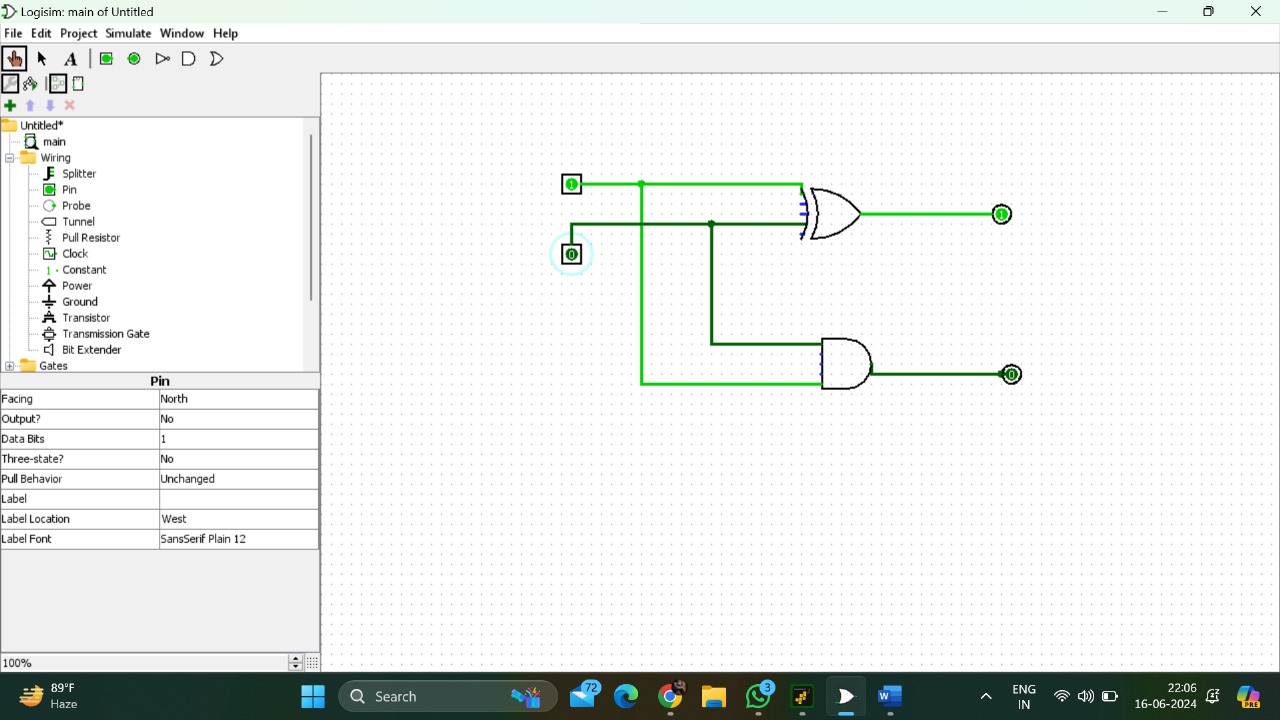 Logisim: main of Untitled
File Edit Project Simulate Window Help
A
Untitled*
main
Wiring
Splitter
Pin
Probe
Tunnel
Pull Resistor
Clock
1 Constant
Power
Ground
Transistor
Transmission Gate
Bit Extender
Gates
Pin
Facing North
Output? No
Data Bits 1
Three-state? No
Pull Behavior Unchanged
Label
Label Location West
Label Font SansSerif Plain 12
100%
1
1
0
0
89°F
Haze
Search
72
3
W
ENG
IN
22:06
16-06-2024
PRE